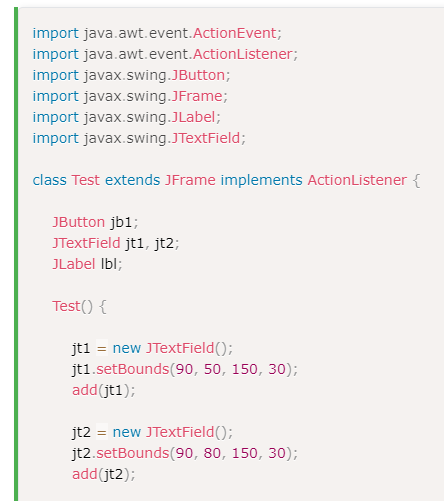 import java.awt.event.ActionEvent;
import java.awt.event.ActionListener;
import javax.swing.JButton;
import javax.swing.JFrame;
import javax.swing.JLabel;
import javax.swing.JTextField;

class Test extends JFrame implements ActionListener {

    JButton jb1;
    JTextField jt1, jt2;
    JLabel lbl;

    Test() {

        jt1 = new JTextField();
        jt1.setBounds(90, 50, 150, 30);
        add(jt1);

        jt2 = new JTextField();
        jt2.setBounds(90, 80, 150, 30);
        add(jt2);